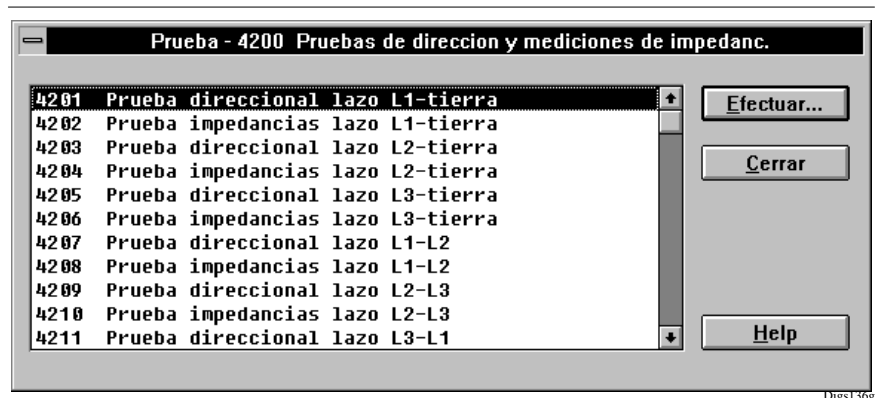 Prueba - 4200 Pruebas de direccion y mediciones de impedanc.
4201 Prueba direccional lazo L1-tierra
4202 Prueba impedancias lazo L1-tierra
4203 Prueba direccional lazo L2-tierra
4204 Prueba impedancias lazo L2-tierra
4205 Prueba direccional lazo L3-tierra
4206 Prueba impedancias lazo L3-tierra
4207 Prueba direccional lazo L1-L2
4208 Prueba impedancias lazo L1-L2
4209 Prueba direccional lazo L2-L3
4210 Prueba impedancias lazo L2-L3
4211 Prueba direccional lazo L3-L1
Efectuar...
Cerrar
Help
Digs136g